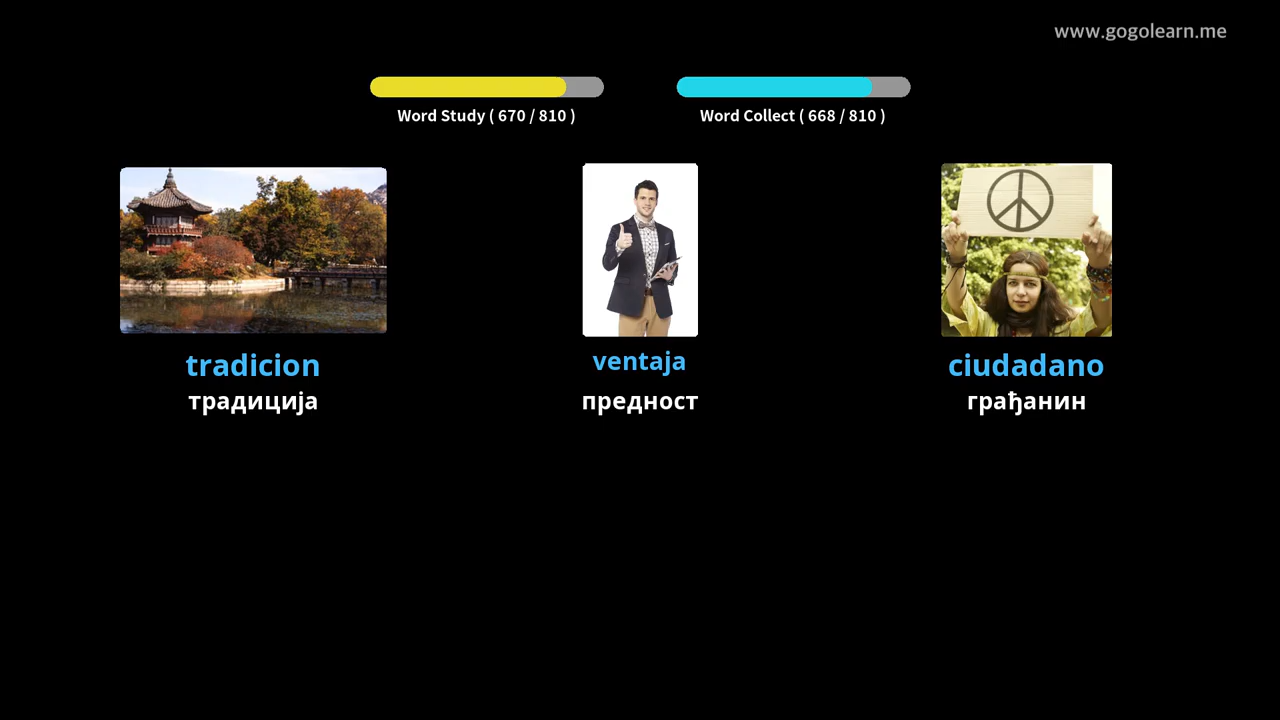 www.gogolearn.me
Word Study ( 670 / 810 )
Word Collect ( 668 / 810 )
tradicion
традиција
ventaja
предност
ciudadano
грађанин